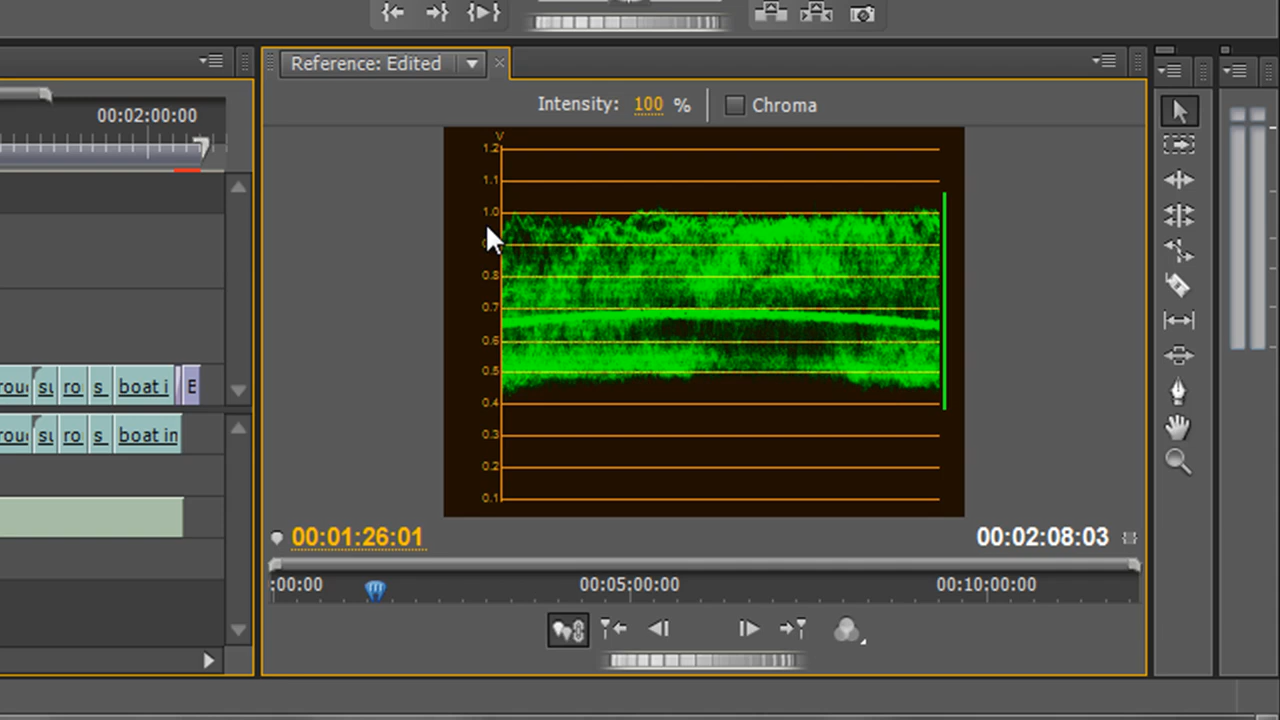 Reference: Edited
00:02:00:00
Intensity: 100 %
Chroma
V
1.2
1.1
1.0
0.8
0.7
0.6
0.5
0.4
0.3
0.2
0.1
ro
s
boat i
E
ro
s
boat in
00:01:26:01
00:02:08:03
:00:00
00:05:00:00
00:10:00:00